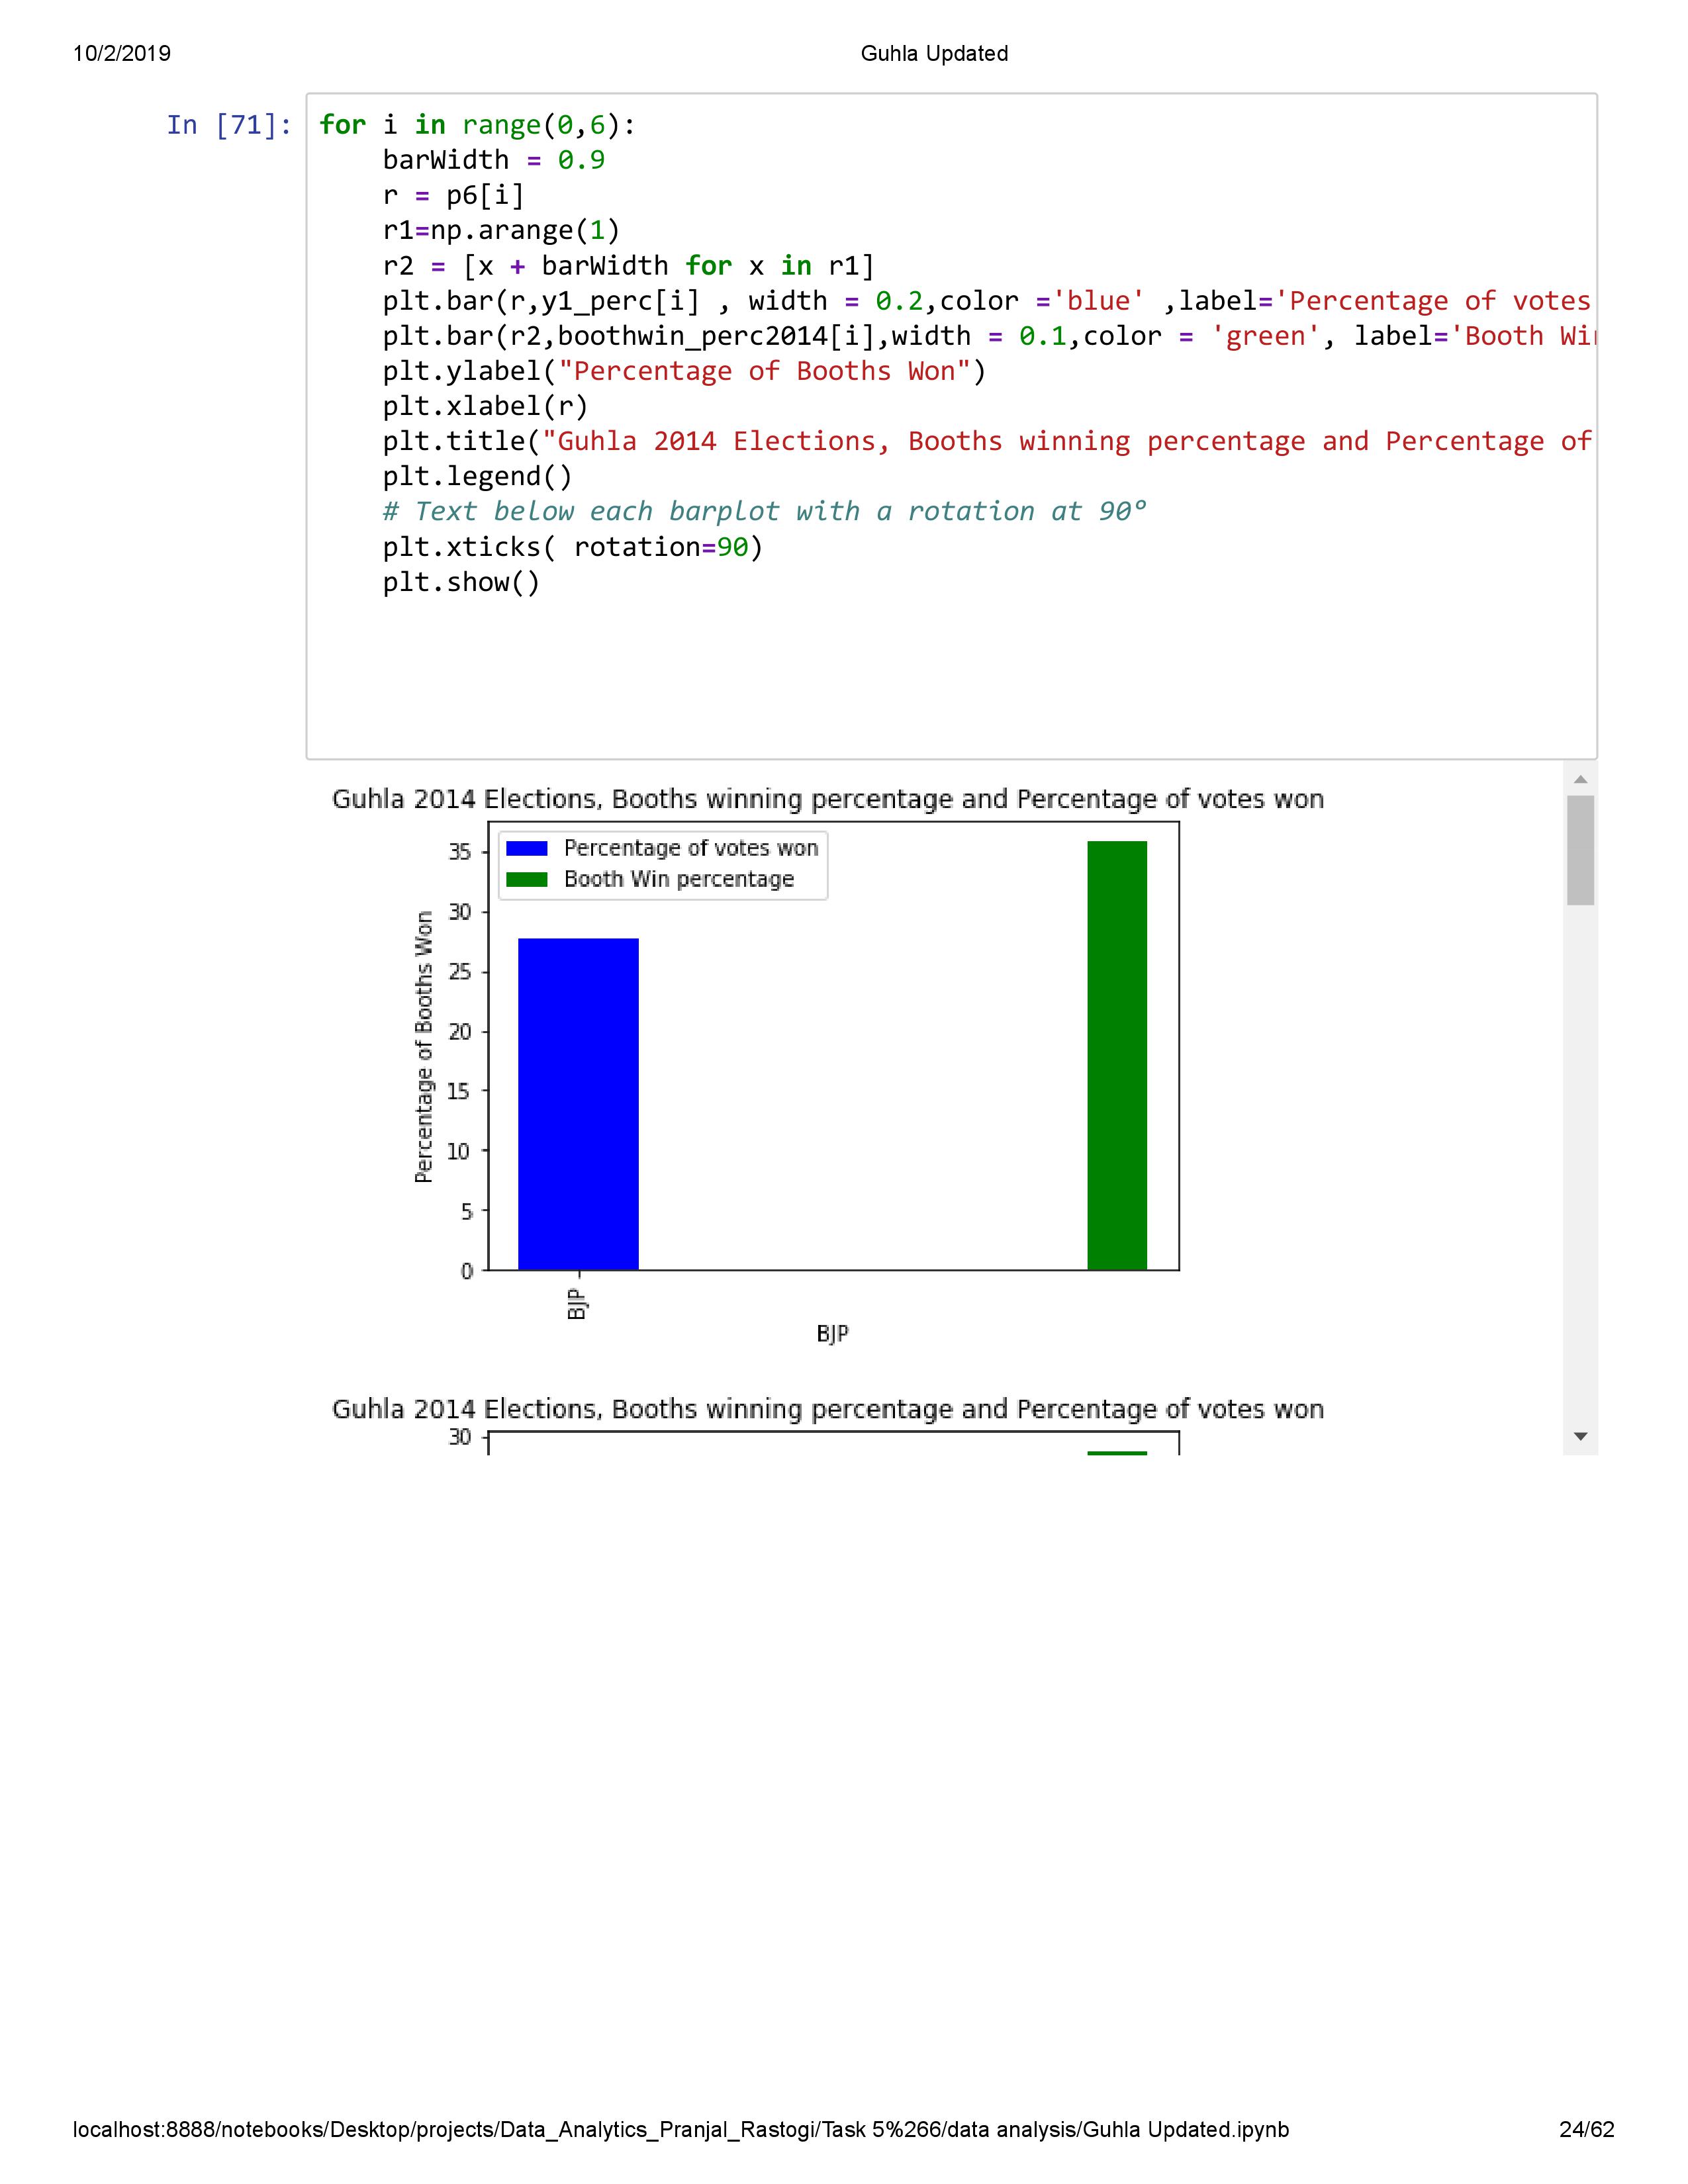 10/2/2019 Guhla Updated
In [71]: for i in range(0,6):
    barWidth = 0.9
    r = p6[i]
    r1=np.arange(1)
    r2 = [x + barWidth for x in r1]
    plt.bar(r,y1_perc[i] , width = 0.2,color ='blue' ,label='Percentage of votes
    plt.bar(r2,boothwin_perc2014[i],width = 0.1,color = 'green', label='Booth Wi
    plt.ylabel("Percentage of Booths Won")
    plt.xlabel(r)
    plt.title("Guhla 2014 Elections, Booths winning percentage and Percentage of
    plt.legend()
    # Text below each barplot with a rotation at 90°
    plt.xticks( rotation=90)
    plt.show()
Guhla 2014 Elections, Booths winning percentage and Percentage of votes won
Percentage of votes won
Booth Win percentage
35
30
25
20
15
10
5
0
Percentage of Booths Won
BJP
BJP
Guhla 2014 Elections, Booths winning percentage and Percentage of votes won
30
localhost:8888/notebooks/Desktop/projects/Data_Analytics_Pranjal_Rastogi/Task 5%266/data analysis/Guhla Updated.ipynb 24/62